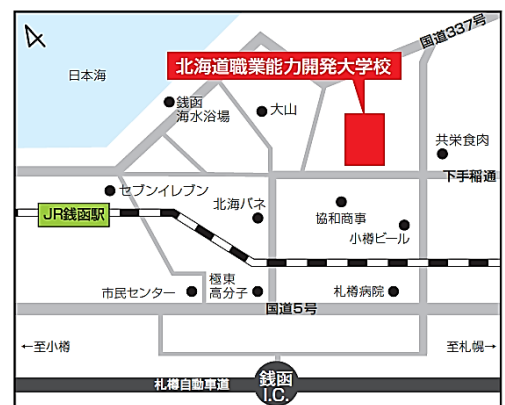 国道337号
北海道職業能力開発大学校
日本海
銭函
海水浴場
大山
共栄食肉
下手稲通
セブンイレブン
JR銭函駅
北海バネ
協和商事
小樽ビール
市民センター
極東
高分子
札樽病院
国道5号
←至小樽
至札幌→
札樽自動車道
銭函
I.C.